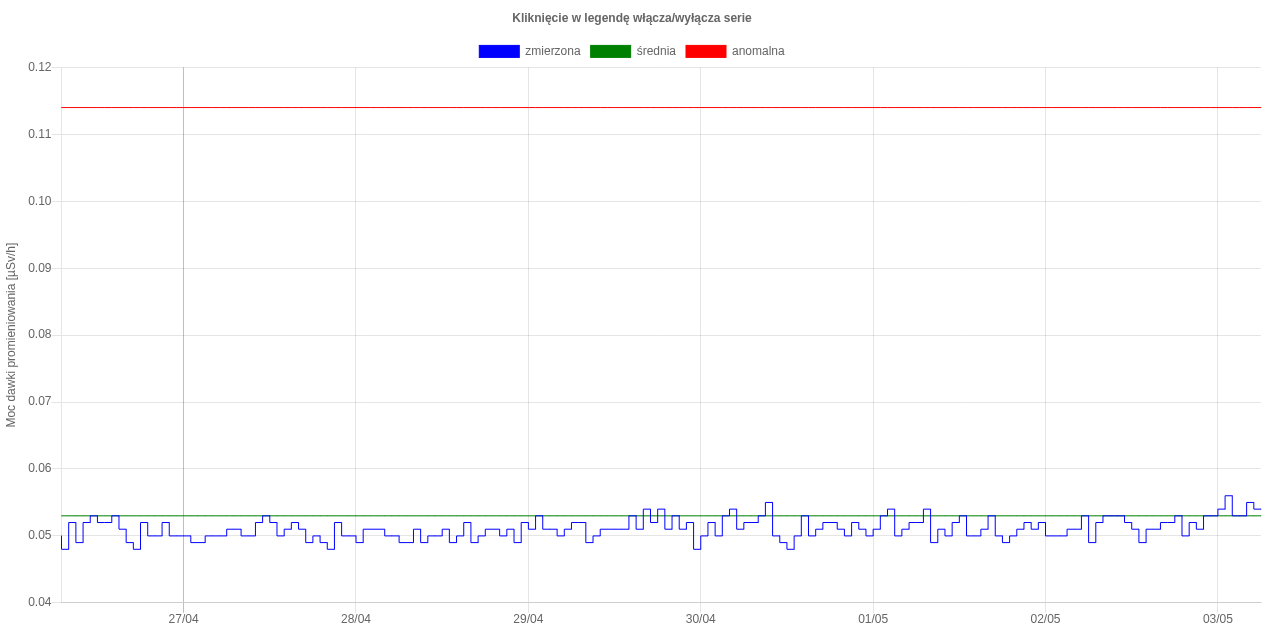 Kliknięcie w legendę włącza/wyłącza serie
zmierzona średnia anomalna
Moc dawki promieniowania [µSv/h]
0.12
0.11
0.10
0.09
0.08
0.07
0.06
0.05
0.04
27/04 28/04 29/04 30/04 01/05 02/05 03/05